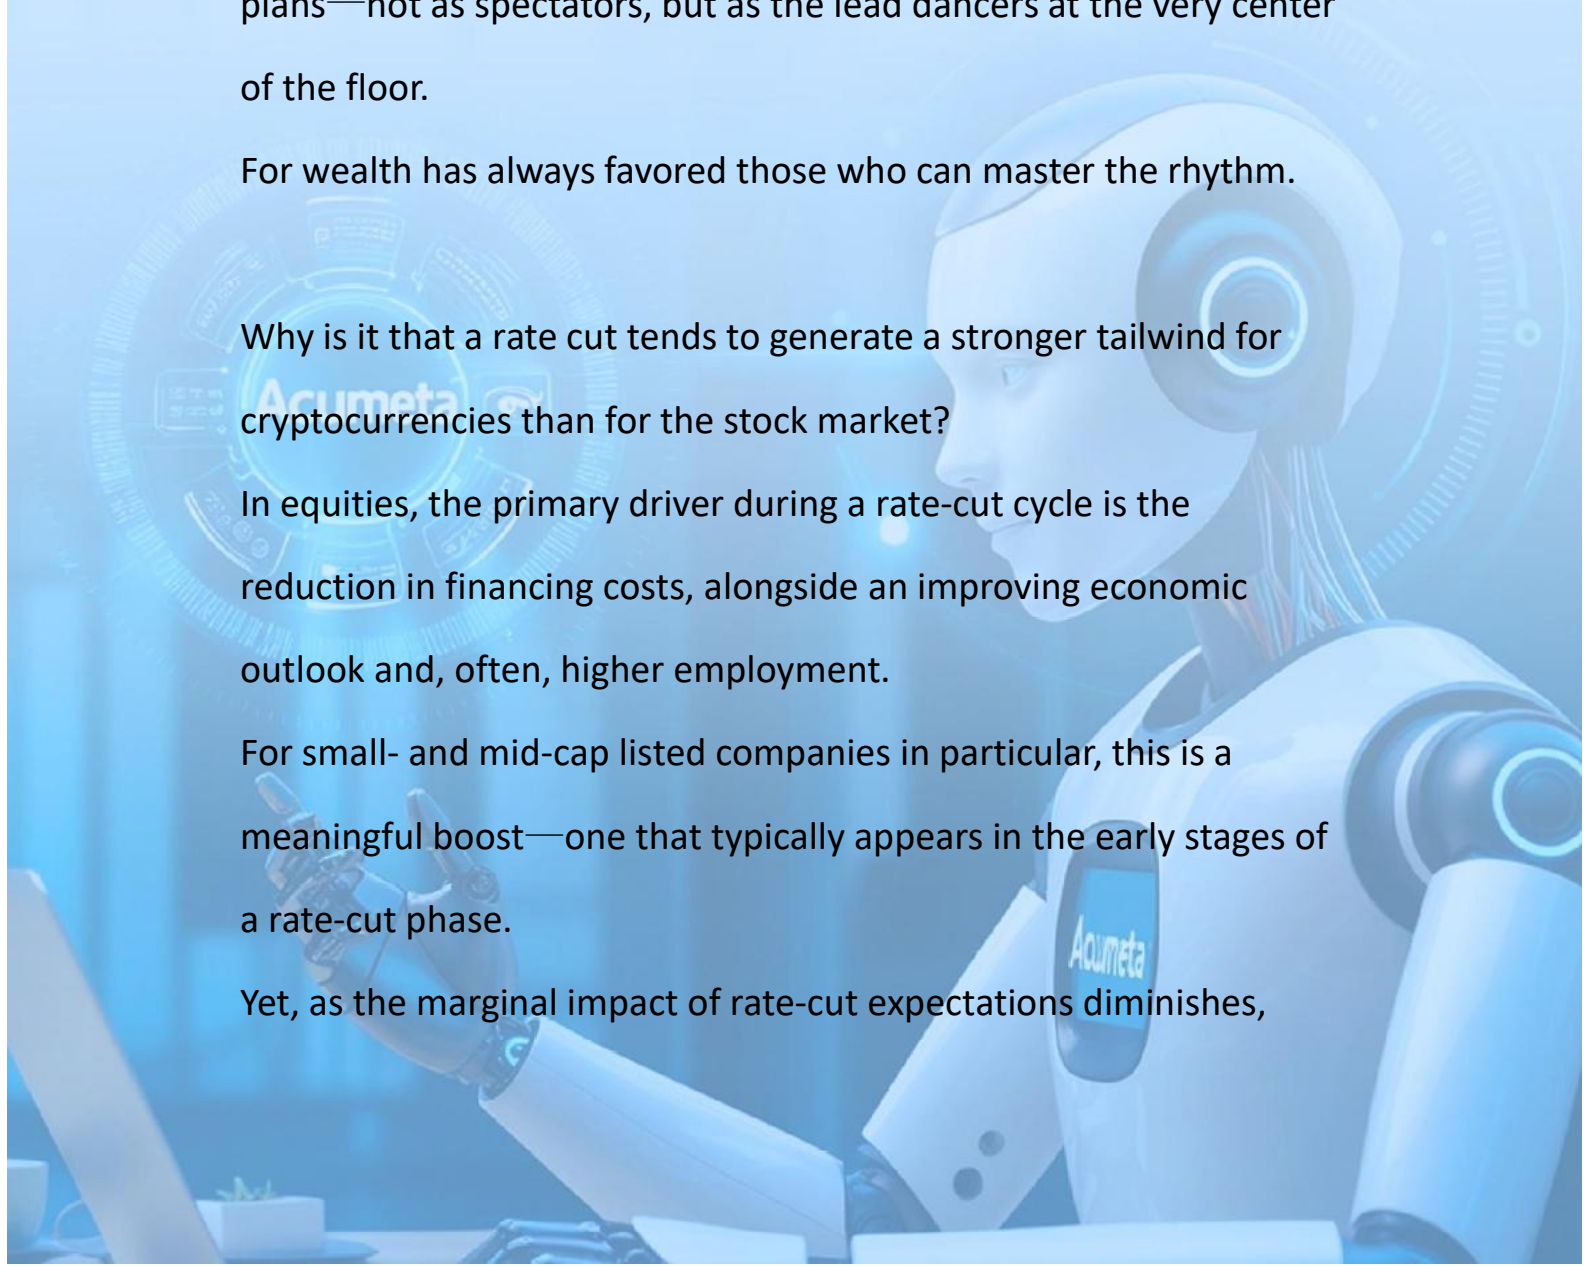 plans—not as spectators, but as the lead dancers at the very center
of the floor.
For wealth has always favored those who can master the rhythm.
Why is it that a rate cut tends to generate a stronger tailwind for
Acumeta
cryptocurrencies than for the stock market?
In equities, the primary driver during a rate-cut cycle is the
reduction in financing costs, alongside an improving economic
outlook and, often, higher employment.
For small- and mid-cap listed companies in particular, this is a
meaningful boost—one that typically appears in the early stages of
a rate-cut phase.
Acumeta
Yet, as the marginal impact of rate-cut expectations diminishes,